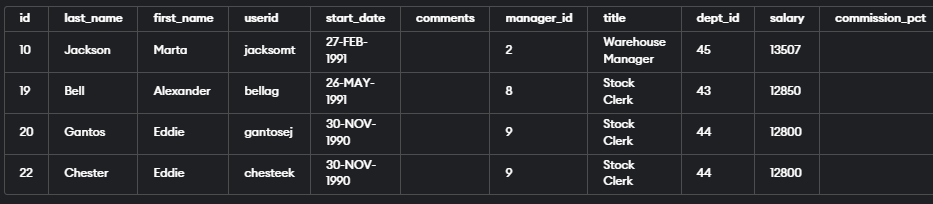 id last_name first_name userid start_date comments manager_id title dept_id salary commission_pct
10 Jackson Marta jacksomt 27-FEB-1991 2 Warehouse Manager 45 13507
19 Bell Alexander bellag 26-MAY-1991 8 Stock Clerk 43 12850
20 Gantos Eddie gantosej 30-NOV-1990 9 Stock Clerk 44 12800
22 Chester Eddie chesteek 30-NOV-1990 9 Stock Clerk 44 12800